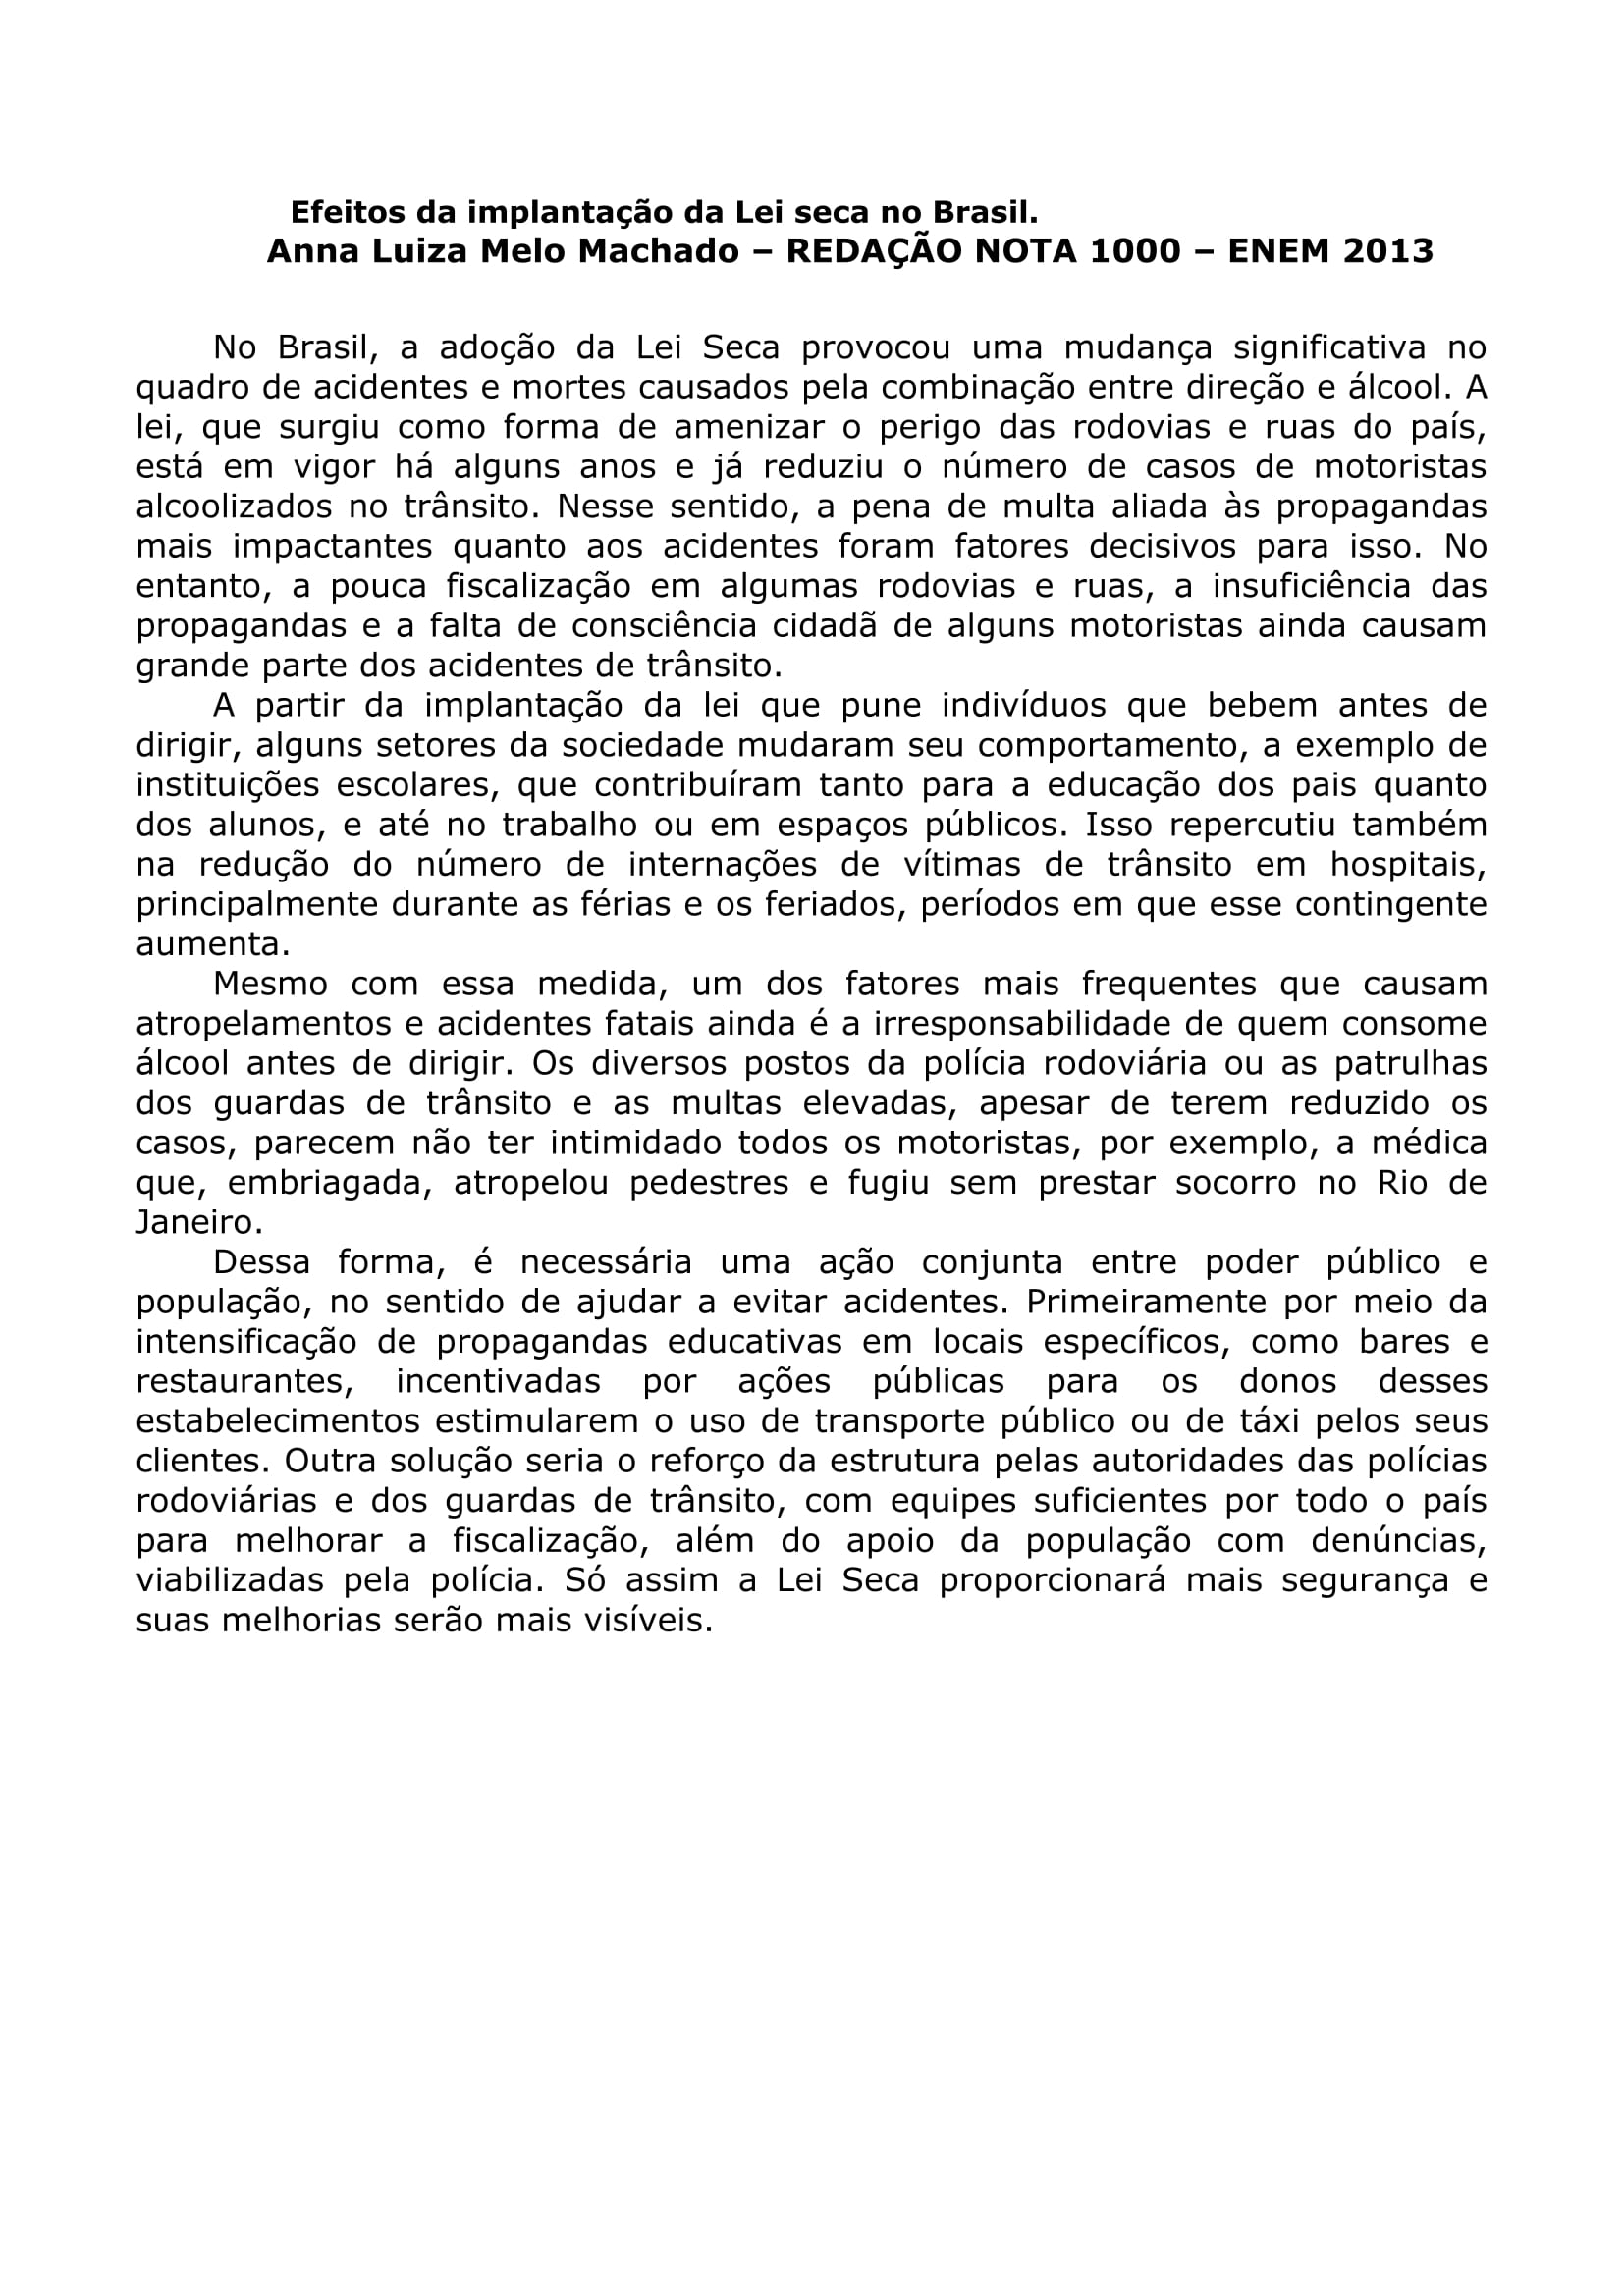 Efeitos da implantação da Lei seca no Brasil.
Anna Luiza Melo Machado – REDAÇÃO NOTA 1000 – ENEM 2013
No Brasil, a adoção da Lei Seca provocou uma mudança significativa no
quadro de acidentes e mortes causados pela combinação entre direção e álcool. A
lei, que surgiu como forma de amenizar o perigo das rodovias e ruas do país,
está em vigor há alguns anos e já reduziu o número de casos de motoristas
alcoolizados no trânsito. Nesse sentido, a pena de multa aliada às propagandas
mais impactantes quanto aos acidentes foram fatores decisivos para isso. No
entanto, a pouca fiscalização em algumas rodovias e ruas, a insuficiência das
propagandas e a falta de consciência cidadã de alguns motoristas ainda causam
grande parte dos acidentes de trânsito.
A partir da implantação da lei que pune indivíduos que bebem antes de
dirigir, alguns setores da sociedade mudaram seu comportamento, a exemplo de
instituições escolares, que contribuíram tanto para a educação dos pais quanto
dos alunos, e até no trabalho ou em espaços públicos. Isso repercutiu também
na redução do número de internações de vítimas de trânsito em hospitais,
principalmente durante as férias e os feriados, períodos em que esse contingente
aumenta.
Mesmo com essa medida, um dos fatores mais frequentes que causam
atropelamentos e acidentes fatais ainda é a irresponsabilidade de quem consome
álcool antes de dirigir. Os diversos postos da polícia rodoviária ou as patrulhas
dos guardas de trânsito e as multas elevadas, apesar de terem reduzido os
casos, parecem não ter intimidado todos os motoristas, por exemplo, a médica
que, embriagada, atropelou pedestres e fugiu sem prestar socorro no Rio de
Janeiro.
Dessa forma, é necessária uma ação conjunta entre poder público e
população, no sentido de ajudar a evitar acidentes. Primeiramente por meio da
intensificação de propagandas educativas em locais específicos, como bares e
restaurantes, incentivadas por ações públicas para os donos desses
estabelecimentos estimularem o uso de transporte público ou de táxi pelos seus
clientes. Outra solução seria o reforço da estrutura pelas autoridades das polícias
rodoviárias e dos guardas de trânsito, com equipes suficientes por todo o país
para melhorar a fiscalização, além do apoio da população com denúncias,
viabilizadas pela polícia. Só assim a Lei Seca proporcionará mais segurança e
suas melhorias serão mais visíveis.